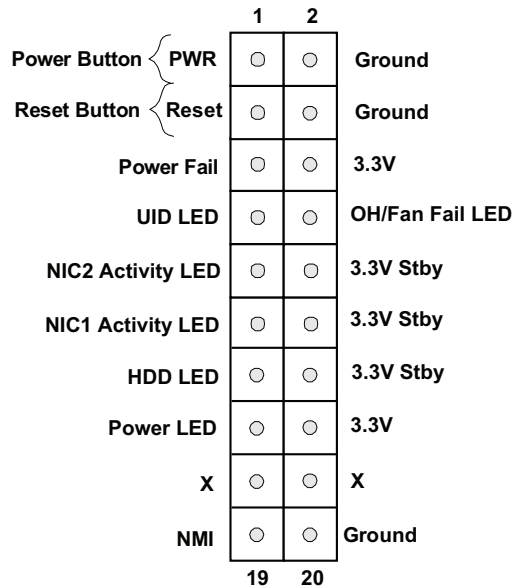 1 2
Power Button PWR Ground
Reset Button Reset Ground
Power Fail 3.3V
UID LED OH/Fan Fail LED
NIC2 Activity LED 3.3V Stby
NIC1 Activity LED 3.3V Stby
HDD LED 3.3V Stby
Power LED 3.3V
X X
NMI Ground
19 20